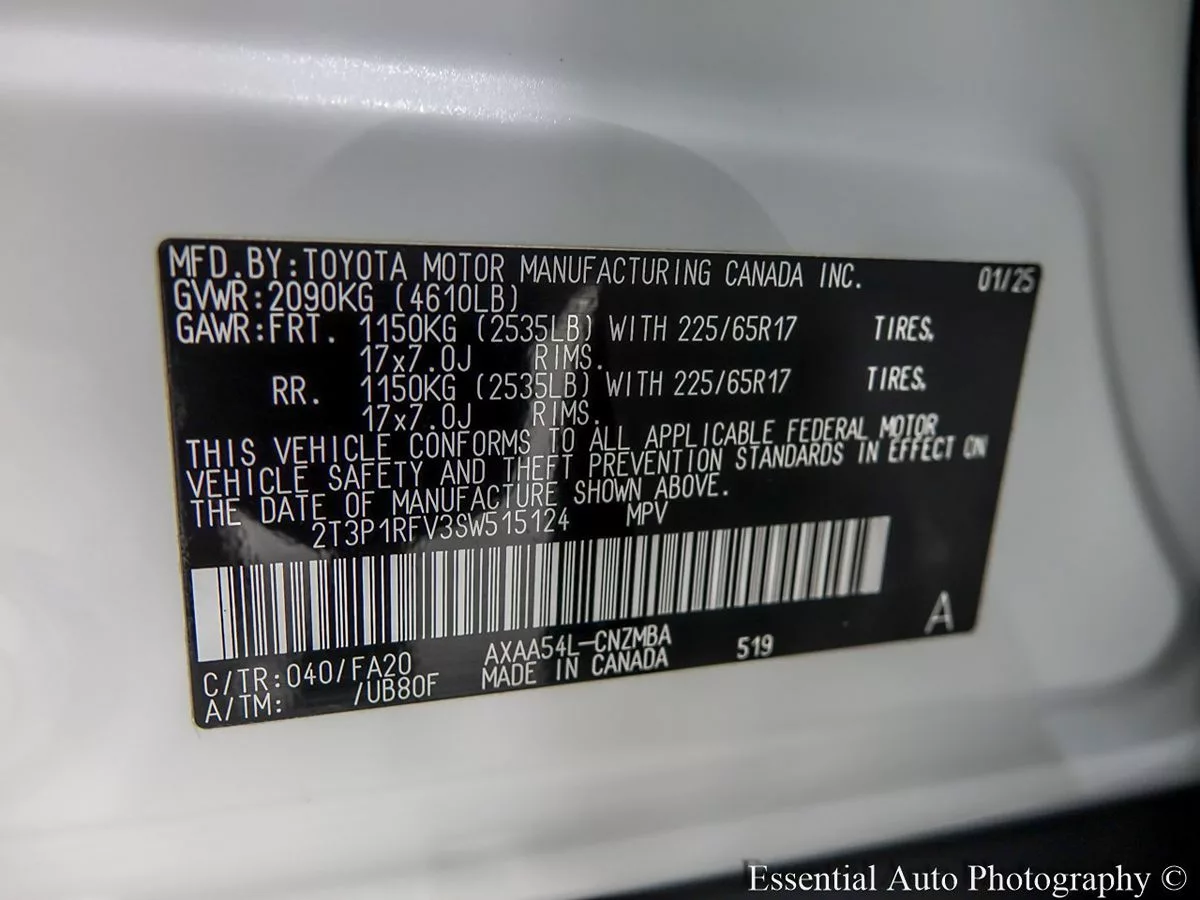 MFD.BY:TOYOTA MOTOR MANUFACTURING CANADA INC. 01/25
GVWR:2090KG (4610LB)
GAWR:FRT. 1150KG (2535LB) WITH 225/65R17 TIRES.
17x7.0J RIMS.
RR. 1150KG (2535LB) WITH 225/65R17 TIRES.
17x7.0J RIMS.
THIS VEHICLE CONFORMS TO ALL APPLICABLE FEDERAL MOTOR
VEHICLE SAFETY AND THEFT PREVENTION STANDARDS IN EFFECT ON
THE DATE OF MANUFACTURE SHOWN ABOVE.
2T3P1RFV3SW515124 MPV
A
C/TR:040/FA20 AXAA54L-CNZMBA 519
A/TM: /UB80F MADE IN CANADA
Essential Auto Photography ©